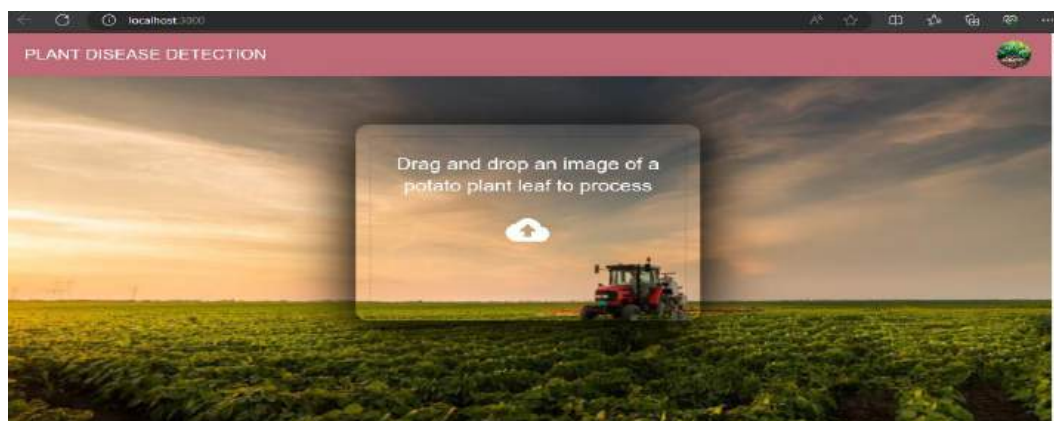 localhost:3000
PLANT DISEASE DETECTION
Drag and drop an image of a
potato plant leaf to process